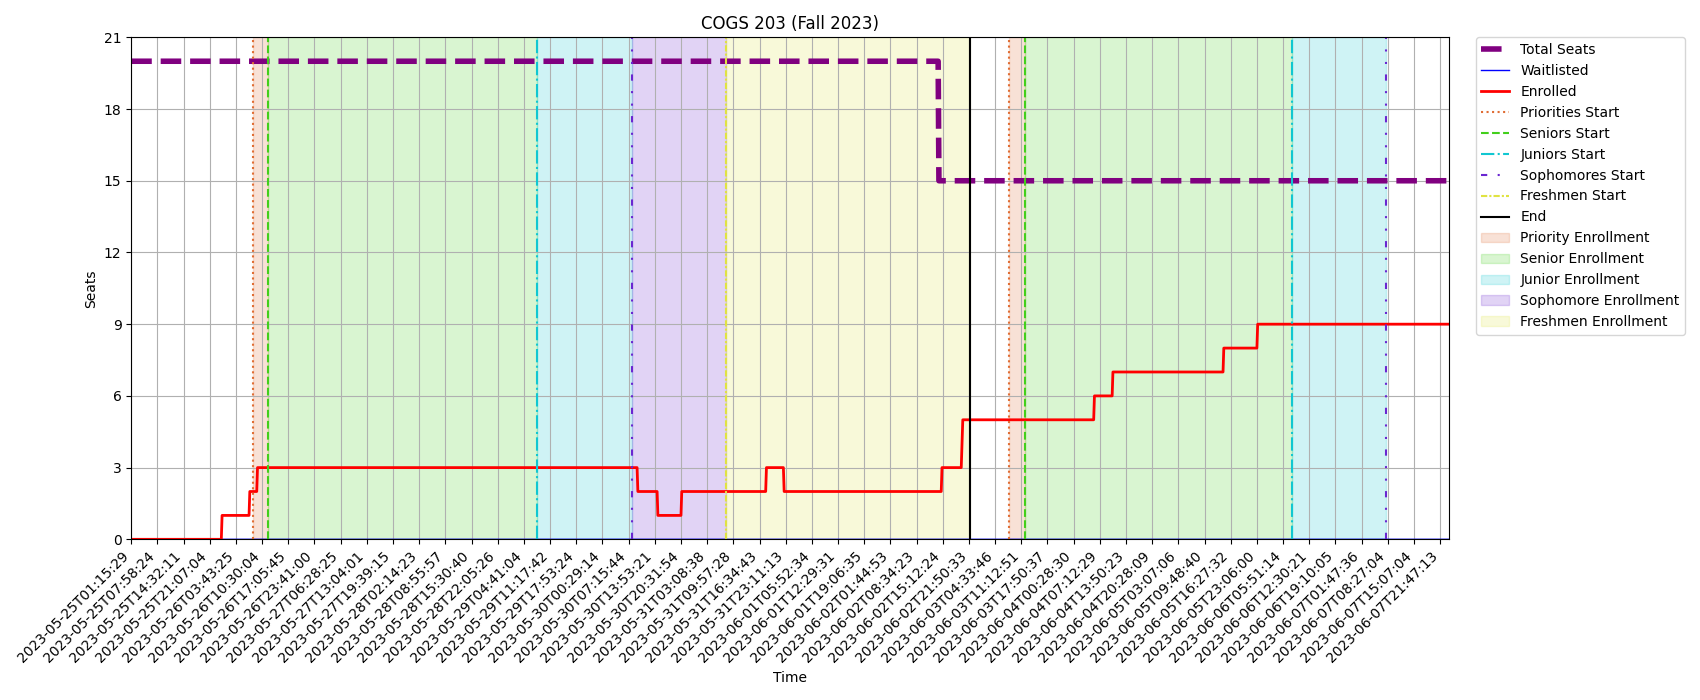 COGS 203 (Fall 2023)
21
18
15
12
9
6
3
0
Seats
2023-05-25T01:15:29
2023-05-25T07:58:24
2023-05-25T14:32:11
2023-05-25T21:07:04
2023-05-26T03:43:25
2023-05-26T10:30:04
2023-05-26T17:05:45
2023-05-26T23:41:00
2023-05-27T06:28:25
2023-05-27T13:04:01
2023-05-27T19:39:15
2023-05-28T02:14:23
2023-05-28T08:55:57
2023-05-28T15:30:40
2023-05-28T22:05:26
2023-05-29T04:41:04
2023-05-29T11:17:42
2023-05-29T17:53:24
2023-05-30T00:29:14
2023-05-30T07:15:44
2023-05-30T13:53:21
2023-05-30T20:31:54
2023-05-31T03:08:38
2023-05-31T09:57:28
2023-05-31T16:34:43
2023-05-31T23:11:13
2023-06-01T05:52:34
2023-06-01T12:29:31
2023-06-01T19:06:35
2023-06-02T01:44:53
2023-06-02T08:34:23
2023-06-02T15:12:24
2023-06-02T21:50:33
2023-06-03T04:33:46
2023-06-03T11:12:51
2023-06-03T17:50:37
2023-06-04T00:28:30
2023-06-04T07:12:29
2023-06-04T13:50:23
2023-06-04T20:28:09
2023-06-05T03:07:06
2023-06-05T09:48:40
2023-06-05T16:27:32
2023-06-05T23:06:00
2023-06-06T05:51:14
2023-06-06T12:30:21
2023-06-06T19:10:05
2023-06-07T01:47:36
2023-06-07T08:27:04
2023-06-07T15:07:04
2023-06-07T21:47:13
Time
Total Seats
Waitlisted
Enrolled
Priorities Start
Seniors Start
Juniors Start
Sophomores Start
Freshmen Start
End
Priority Enrollment
Senior Enrollment
Junior Enrollment
Sophomore Enrollment
Freshmen Enrollment